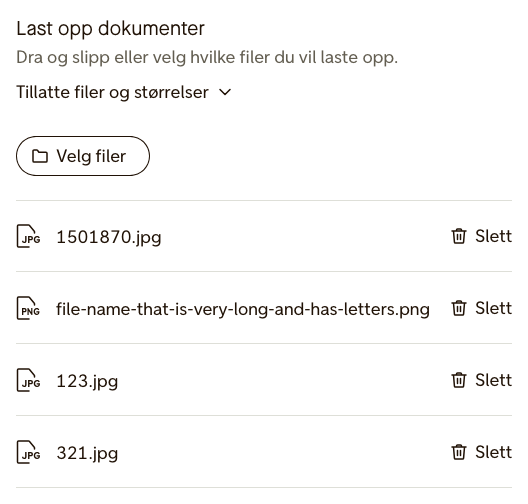 Last opp dokumenter
Dra og slipp eller velg hvilke filer du vil laste opp.
Tillatte filer og størrelser
Velg filer
JPG 1501870.jpg Slett
PNG file-name-that-is-very-long-and-has-letters.png Slett
JPG 123.jpg Slett
JPG 321.jpg Slett